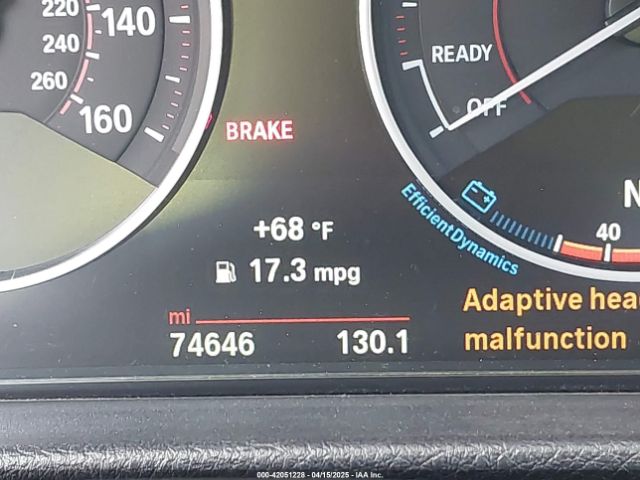 220
140
240
260
160
BRAKE
READY
OFF
EfficientDynamics
N
40
+68 °F
17.3 mpg
mi
74646 130.1
Adaptive hea
malfunction
000-42051228 - 04/15/2025 - IAA Inc.